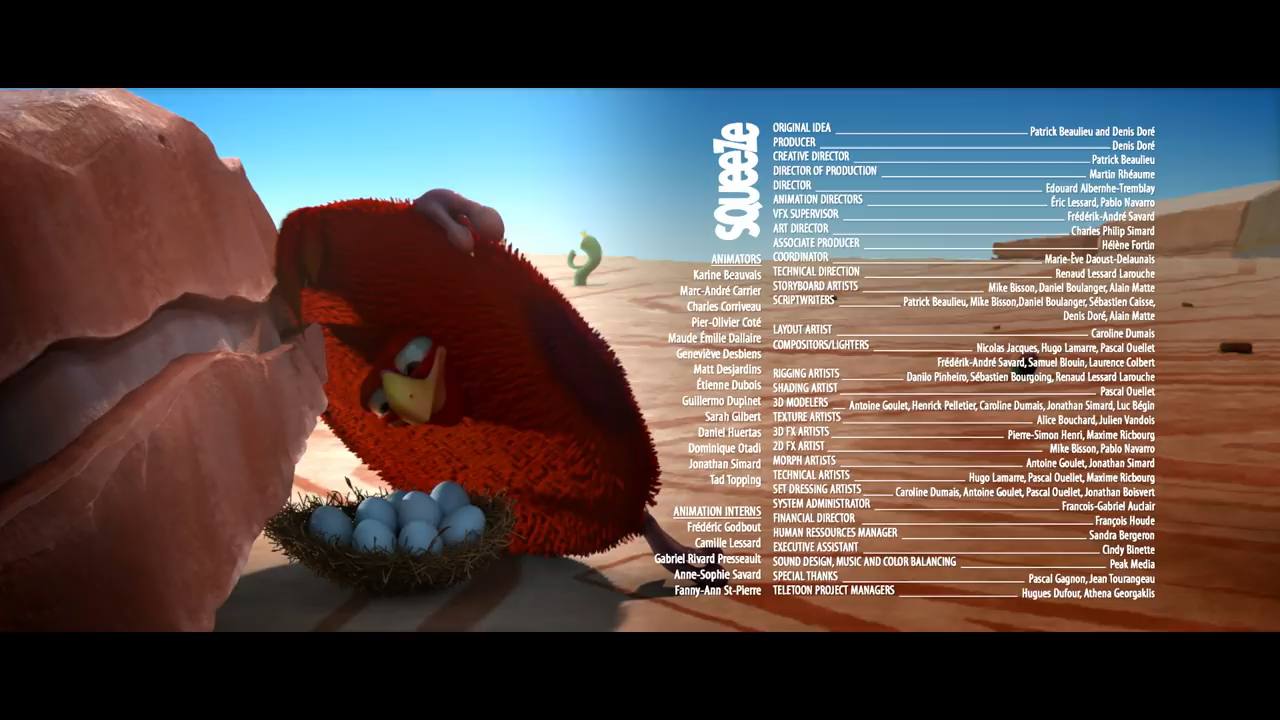 squeeze
ORIGINAL IDEA Patrick Beaulieu and Denis Doré
PRODUCER Denis Doré
CREATIVE DIRECTOR Patrick Beaulieu
DIRECTOR OF PRODUCTION Martin Rhéaume
DIRECTOR Edouard Albernhe-Tremblay
ANIMATION DIRECTORS Éric Lessard, Pablo Navarro
VFX SUPERVISOR Frédérik-André Savard
ART DIRECTOR Charles Philip Simard
ASSOCIATE PRODUCER Hélène Fortin
COORDINATOR Marie-Ève Daoust-Delaunais
TECHNICAL DIRECTION Renaud Lessard Larouche
STORYBOARD ARTISTS Mike Bisson, Daniel Boulanger, Alain Matte
SCRIPTWRITERS Patrick Beaulieu, Mike Bisson,Daniel Boulanger, Sébastien Caisse,
Denis Doré, Alain Matte
LAYOUT ARTIST Caroline Dumais
COMPOSITORS/LIGHTERS Nicolas Jacques, Hugo Lamarre, Pascal Ouellet
Frédérik-André Savard, Samuel Blouin, Laurence Colbert
RIGGING ARTISTS Danilo Pinheiro, Sébastien Bourgoing, Renaud Lessard Larouche
SHADING ARTIST Pascal Ouellet
3D MODELERS Antoine Goulet, Henrick Pelletier, Caroline Dumais, Jonathan Simard, Luc Bégin
TEXTURE ARTISTS Alice Bouchard, Julien Vandois
3D FX ARTISTS Pierre-Simon Henri, Maxime Ricbourg
2D FX ARTIST Mike Bisson, Pablo Navarro
MORPH ARTISTS Antoine Goulet, Jonathan Simard
TECHNICAL ARTISTS Hugo Lamarre, Pascal Ouellet, Maxime Ricbourg
SET DRESSING ARTISTS Caroline Dumais, Antoine Goulet, Pascal Ouellet, Jonathan Boisvert
SYSTEM ADMINISTRATOR Francois-Gabriel Auclair
FINANCIAL DIRECTOR François Houde
HUMAN RESSOURCES MANAGER Sandra Bergeron
EXECUTIVE ASSISTANT Cindy Binette
SOUND DESIGN, MUSIC AND COLOR BALANCING Peak Media
SPECIAL THANKS Pascal Gagnon, Jean Tourangeau
TELETOON PROJECT MANAGERS Hugues Dufour, Athena Georgaklis
ANIMATORS
Karine Beauvais
Marc-André Carrier
Charles Corriveau
Pier-Olivier Coté
Maude Émilie Dallaire
Geneviève Desbiens
Matt Desjardins
Étienne Dubois
Guillermo Dupinet
Sarah Gilbert
Daniel Huertas
Dominique Otadi
Jonathan Simard
Tad Topping
ANIMATION INTERNS
Frédéric Godbout
Camille Lessard
Gabriel Rivard Presseault
Anne-Sophie Savard
Fanny-Ann St-Pierre